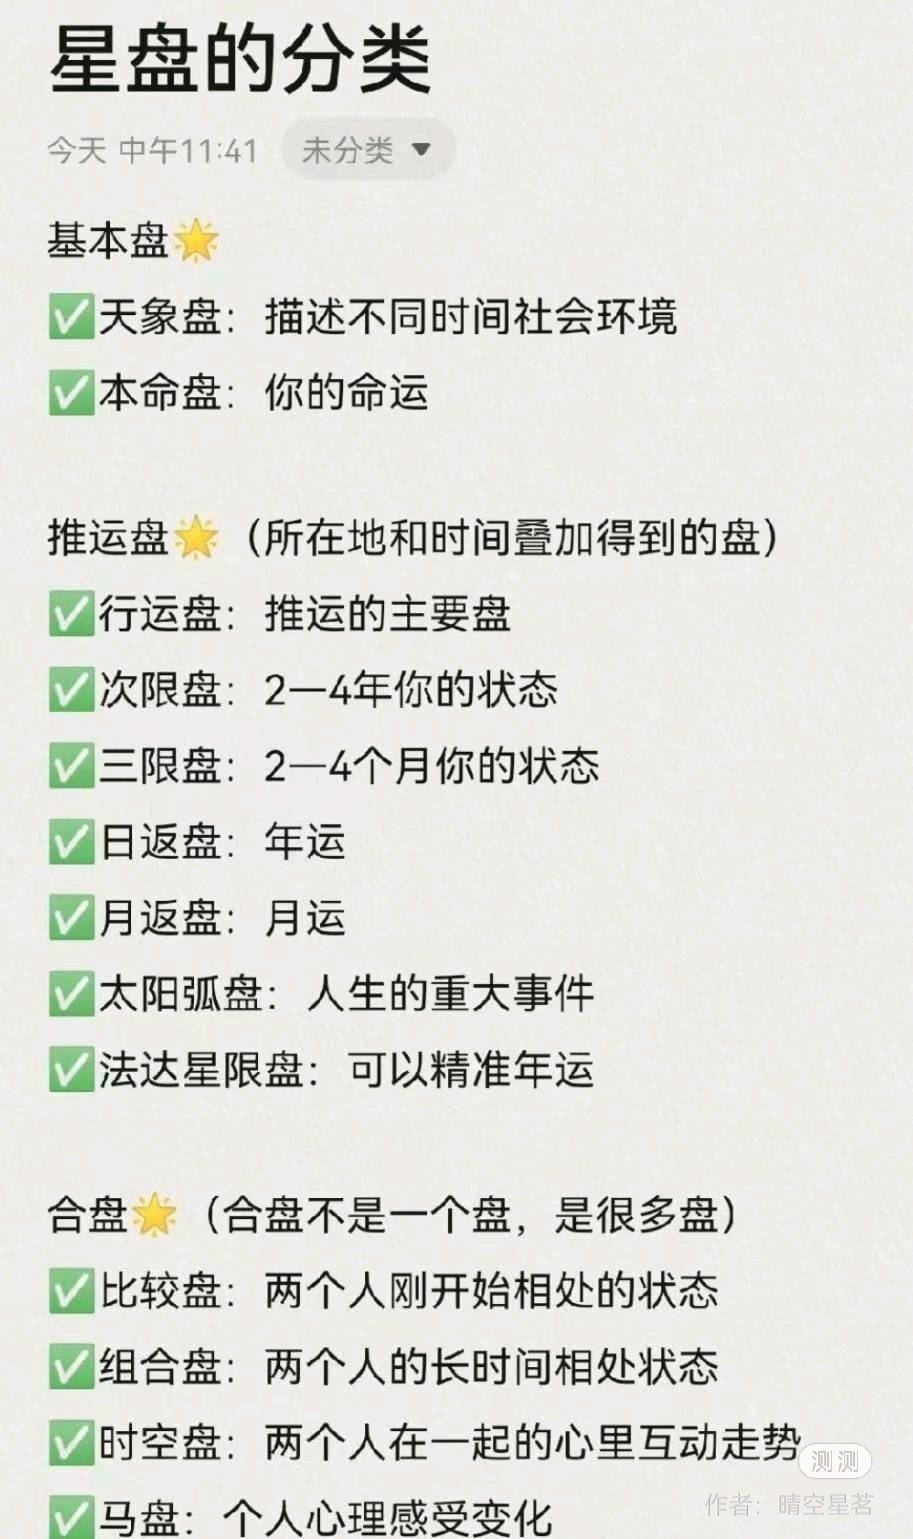 星盘的分类
今天 中午11:41 未分类 ▼
基本盘🌟
✅天象盘：描述不同时间社会环境
✅本命盘：你的命运
推运盘🌟（所在地和时间叠加得到的盘）
✅行运盘：推运的主要盘
✅次限盘：2—4年你的状态
✅三限盘：2—4个月你的状态
✅日返盘：年运
✅月返盘：月运
✅太阳弧盘：人生的重大事件
✅法达星限盘：可以精准年运
合盘🌟（合盘不是一个盘，是很多盘）
✅比较盘：两个人刚开始相处的状态
✅组合盘：两个人的长时间相处状态
✅时空盘：两个人在一起的心里互动走势
测测
✅马盘：个人心理感受变化
作者：晴空星茗